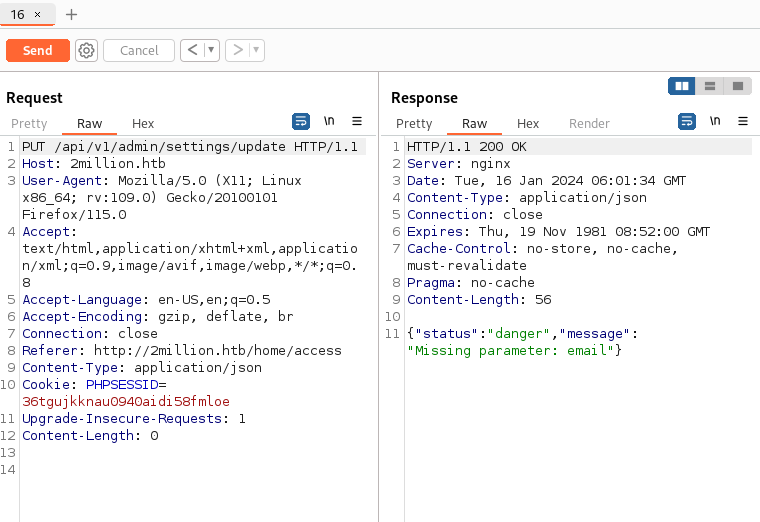 16 ×
+
Send
Cancel
< ▼
> ▼
Request
Pretty Raw Hex
\n
1 PUT /api/v1/admin/settings/update HTTP/1.1
2 Host: 2million.htb
3 User-Agent: Mozilla/5.0 (X11; Linux
x86_64; rv:109.0) Gecko/20100101
Firefox/115.0
4 Accept:
text/html,application/xhtml+xml,applicatio
n/xml;q=0.9,image/avif,image/webp,*/*;q=0.
8
5 Accept-Language: en-US,en;q=0.5
6 Accept-Encoding: gzip, deflate, br
7 Connection: close
8 Referer: http://2million.htb/home/access
9 Content-Type: application/json
10 Cookie: PHPSESSID=
36tgujkknau0940aidi58fmloe
11 Upgrade-Insecure-Requests: 1
12 Content-Length: 0
13
14
Response
Pretty Raw Hex Render
\n
1 HTTP/1.1 200 OK
2 Server: nginx
3 Date: Tue, 16 Jan 2024 06:01:34 GMT
4 Content-Type: application/json
5 Connection: close
6 Expires: Thu, 19 Nov 1981 08:52:00 GMT
7 Cache-Control: no-store, no-cache,
must-revalidate
8 Pragma: no-cache
9 Content-Length: 56
10
11 {"status":"danger","message":
"Missing parameter: email"}